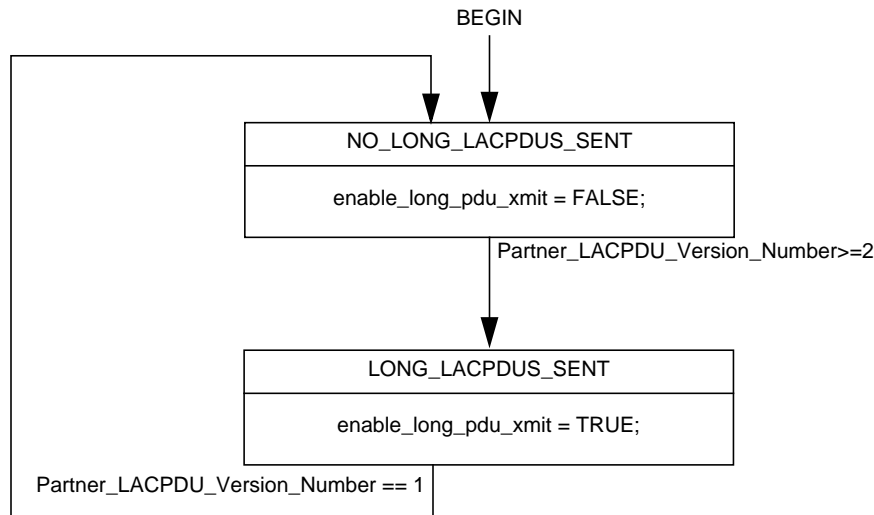 BEGIN
NO_LONG_LACPDUS_SENT
enable_long_pdu_xmit = FALSE;
Partner_LACPDU_Version_Number>=2
LONG_LACPDUS_SENT
enable_long_pdu_xmit = TRUE;
Partner_LACPDU_Version_Number == 1